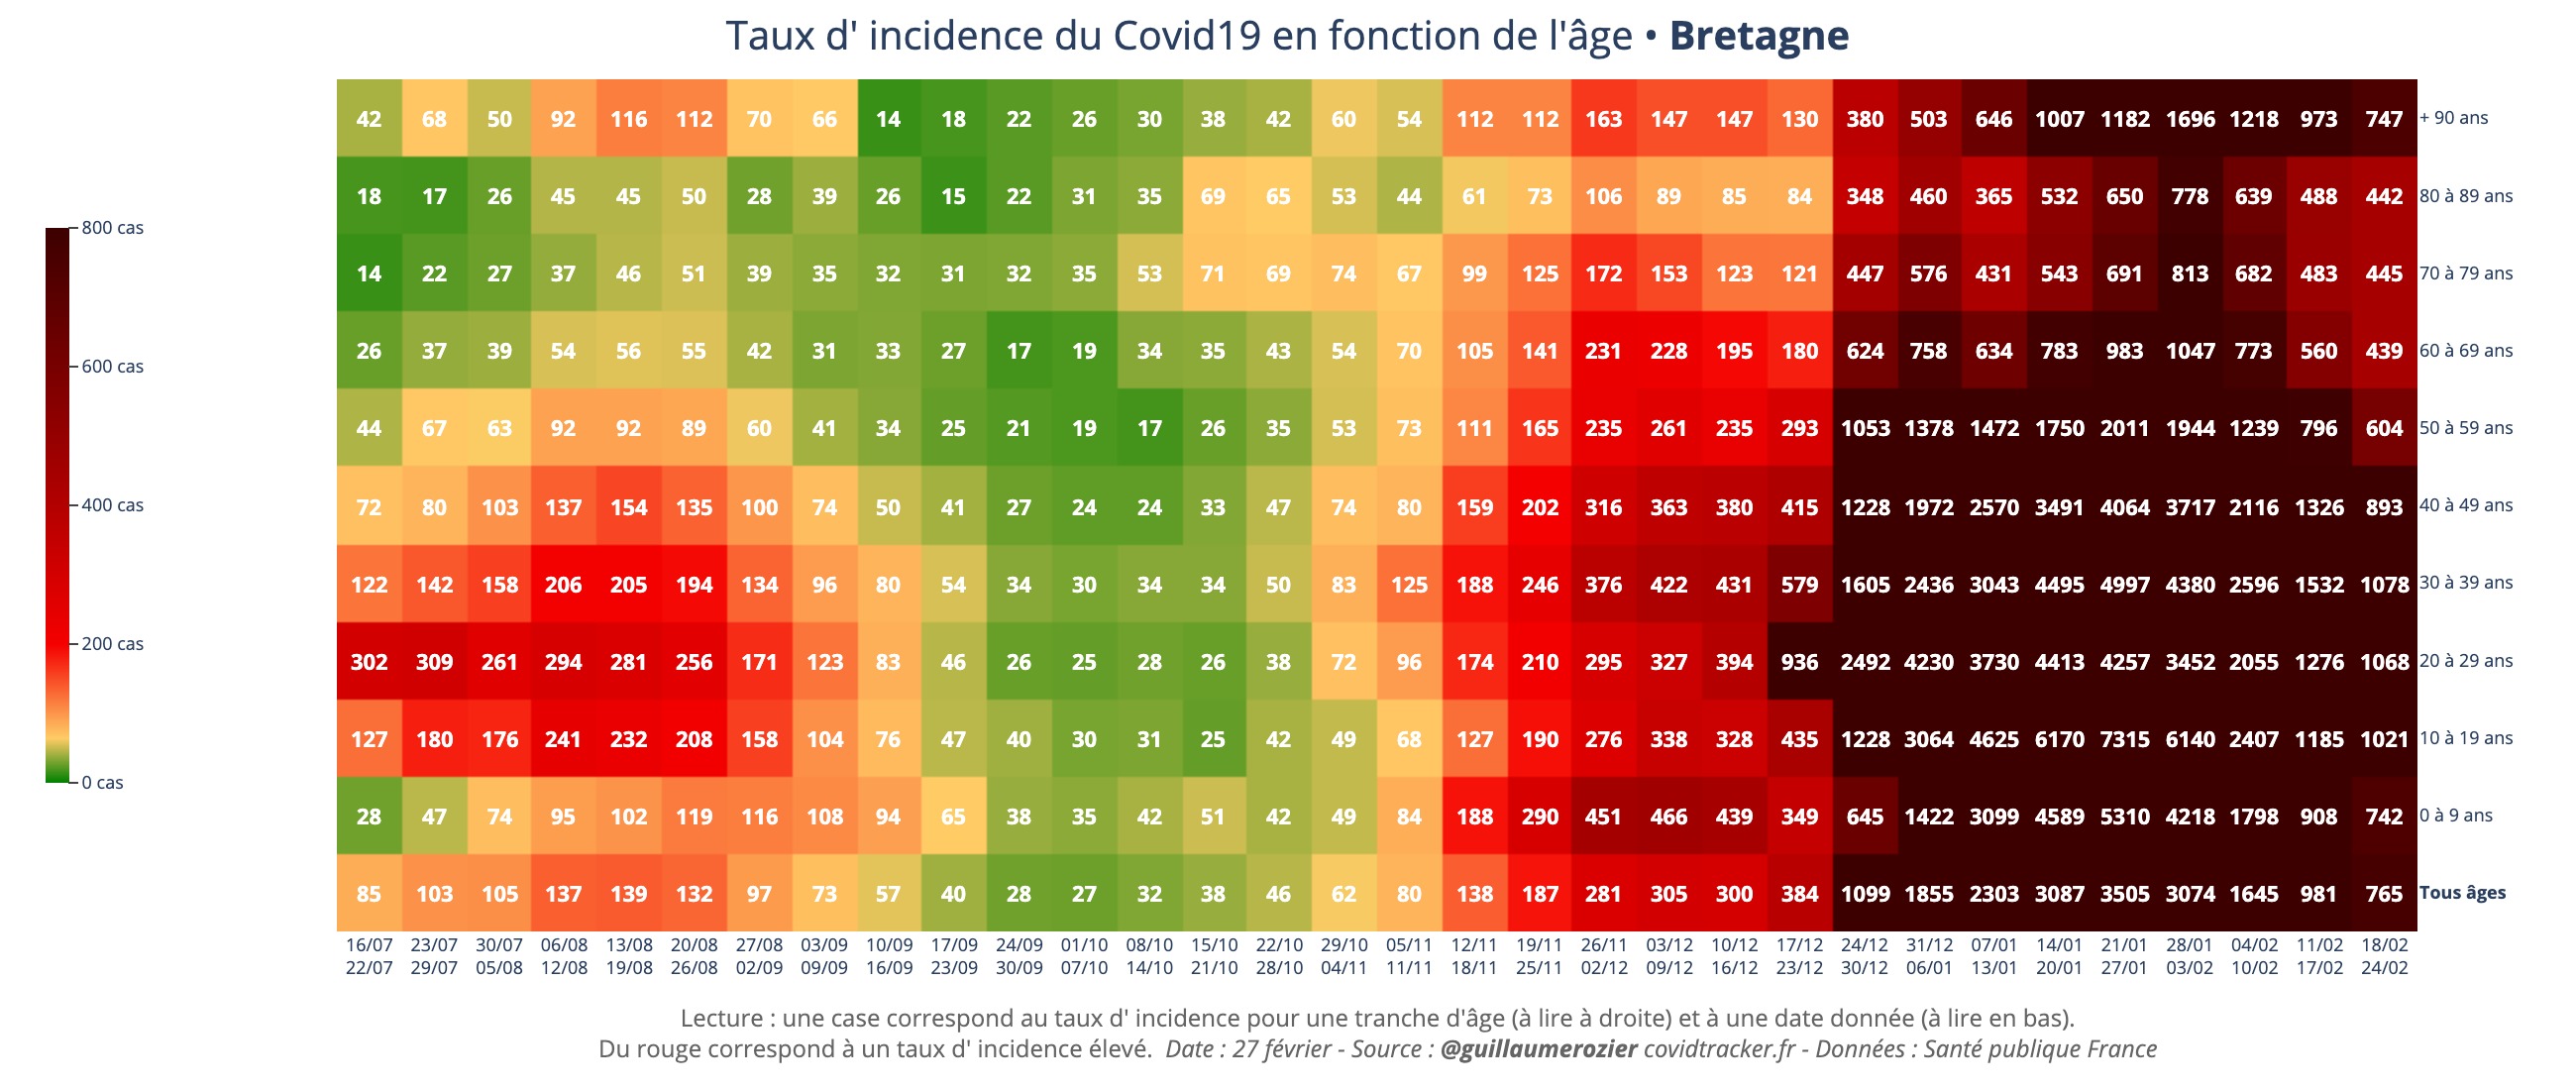 Taux d' incidence du Covid19 en fonction de l'âge • Bretagne
42 68 50 92 116 112 70 66 14 18 22 26 30 38 42 60 54 112 112 163 147 147 130 380 503 646 1007 1182 1696 1218 973 747 + 90 ans
18 17 26 45 45 50 28 39 26 15 22 31 35 69 65 53 44 61 73 106 89 85 84 348 460 365 532 650 778 639 488 442 80 à 89 ans
800 cas
14 22 27 37 46 51 39 35 32 31 32 35 53 71 69 74 67 99 125 172 153 123 121 447 576 431 543 691 813 682 483 445 70 à 79 ans
26 37 39 54 56 55 42 31 33 27 17 19 34 35 43 54 70 105 141 231 228 195 180 624 758 634 783 983 1047 773 560 439 60 à 69 ans
600 cas
44 67 63 92 92 89 60 41 34 25 21 19 17 26 35 53 73 111 165 235 261 235 293 1053 1378 1472 1750 2011 1944 1239 796 604 50 à 59 ans
400 cas
72 80 103 137 154 135 100 74 50 41 27 24 24 33 47 74 80 159 202 316 363 380 415 1228 1972 2570 3491 4064 3717 2116 1326 893 40 à 49 ans
122 142 158 206 205 194 134 96 80 54 34 30 34 34 50 83 125 188 246 376 422 431 579 1605 2436 3043 4495 4997 4380 2596 1532 1078 30 à 39 ans
200 cas
302 309 261 294 281 256 171 123 83 46 26 25 28 26 38 72 96 174 210 295 327 394 936 2492 4230 3730 4413 4257 3452 2055 1276 1068 20 à 29 ans
127 180 176 241 232 208 158 104 76 47 40 30 31 25 42 49 68 127 190 276 338 328 435 1228 3064 4625 6170 7315 6140 2407 1185 1021 10 à 19 ans
0 cas
28 47 74 95 102 119 116 108 94 65 38 35 42 51 42 49 84 188 290 451 466 439 349 645 1422 3099 4589 5310 4218 1798 908 742 0 à 9 ans
85 103 105 137 139 132 97 73 57 40 28 27 32 38 46 62 80 138 187 281 305 300 384 1099 1855 2303 3087 3505 3074 1645 981 765 Tous âges
16/07 23/07 30/07 06/08 13/08 20/08 27/08 03/09 10/09 17/09 24/09 01/10 08/10 15/10 22/10 29/10 05/11 12/11 19/11 26/11 03/12 10/12 17/12 24/12 31/12 07/01 14/01 21/01 28/01 04/02 11/02 18/02
22/07 29/07 05/08 12/08 19/08 26/08 02/09 09/09 16/09 23/09 30/09 07/10 14/10 21/10 28/10 04/11 11/11 18/11 25/11 02/12 09/12 16/12 23/12 30/12 06/01 13/01 20/01 27/01 03/02 10/02 17/02 24/02
Lecture : une case correspond au taux d' incidence pour une tranche d'âge (à lire à droite) et à une date donnée (à lire en bas).
Du rouge correspond à un taux d' incidence élevé. Date : 27 février - Source : @guillaumerozier covidtracker.fr - Données : Santé publique France